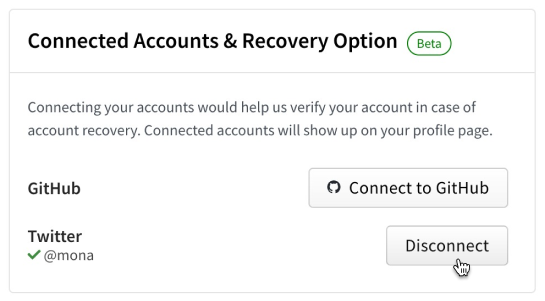 Connected Accounts & Recovery Option Beta
Connecting your accounts would help us verify your account in case of
account recovery. Connected accounts will show up on your profile page.
GitHub Connect to GitHub
Twitter
@mona Disconnect